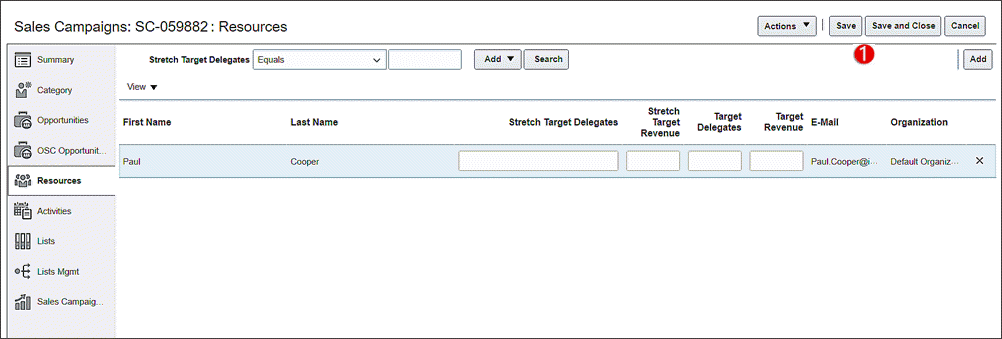 Sales Campaigns: SC-059882 : Resources
Actions Save Save and Close Cancel
1
Stretch Target Delegates Equals Add Search Add
View
Summary
Category
Opportunities
OSC Opportunit...
Resources
Activities
Lists
Lists Mgmt
Sales Campaig...
First Name Last Name Stretch Target Delegates Stretch Target Revenue Target Delegates Target Revenue E-Mail Organization
Paul Cooper Paul.Cooper@i... Default Organiz...